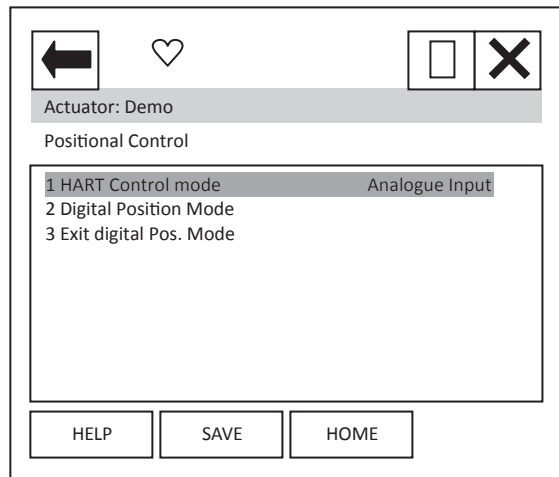 Actuator: Demo
Positional Control
1 HART Control mode Analogue Input
2 Digital Position Mode
3 Exit digital Pos. Mode
HELP SAVE HOME